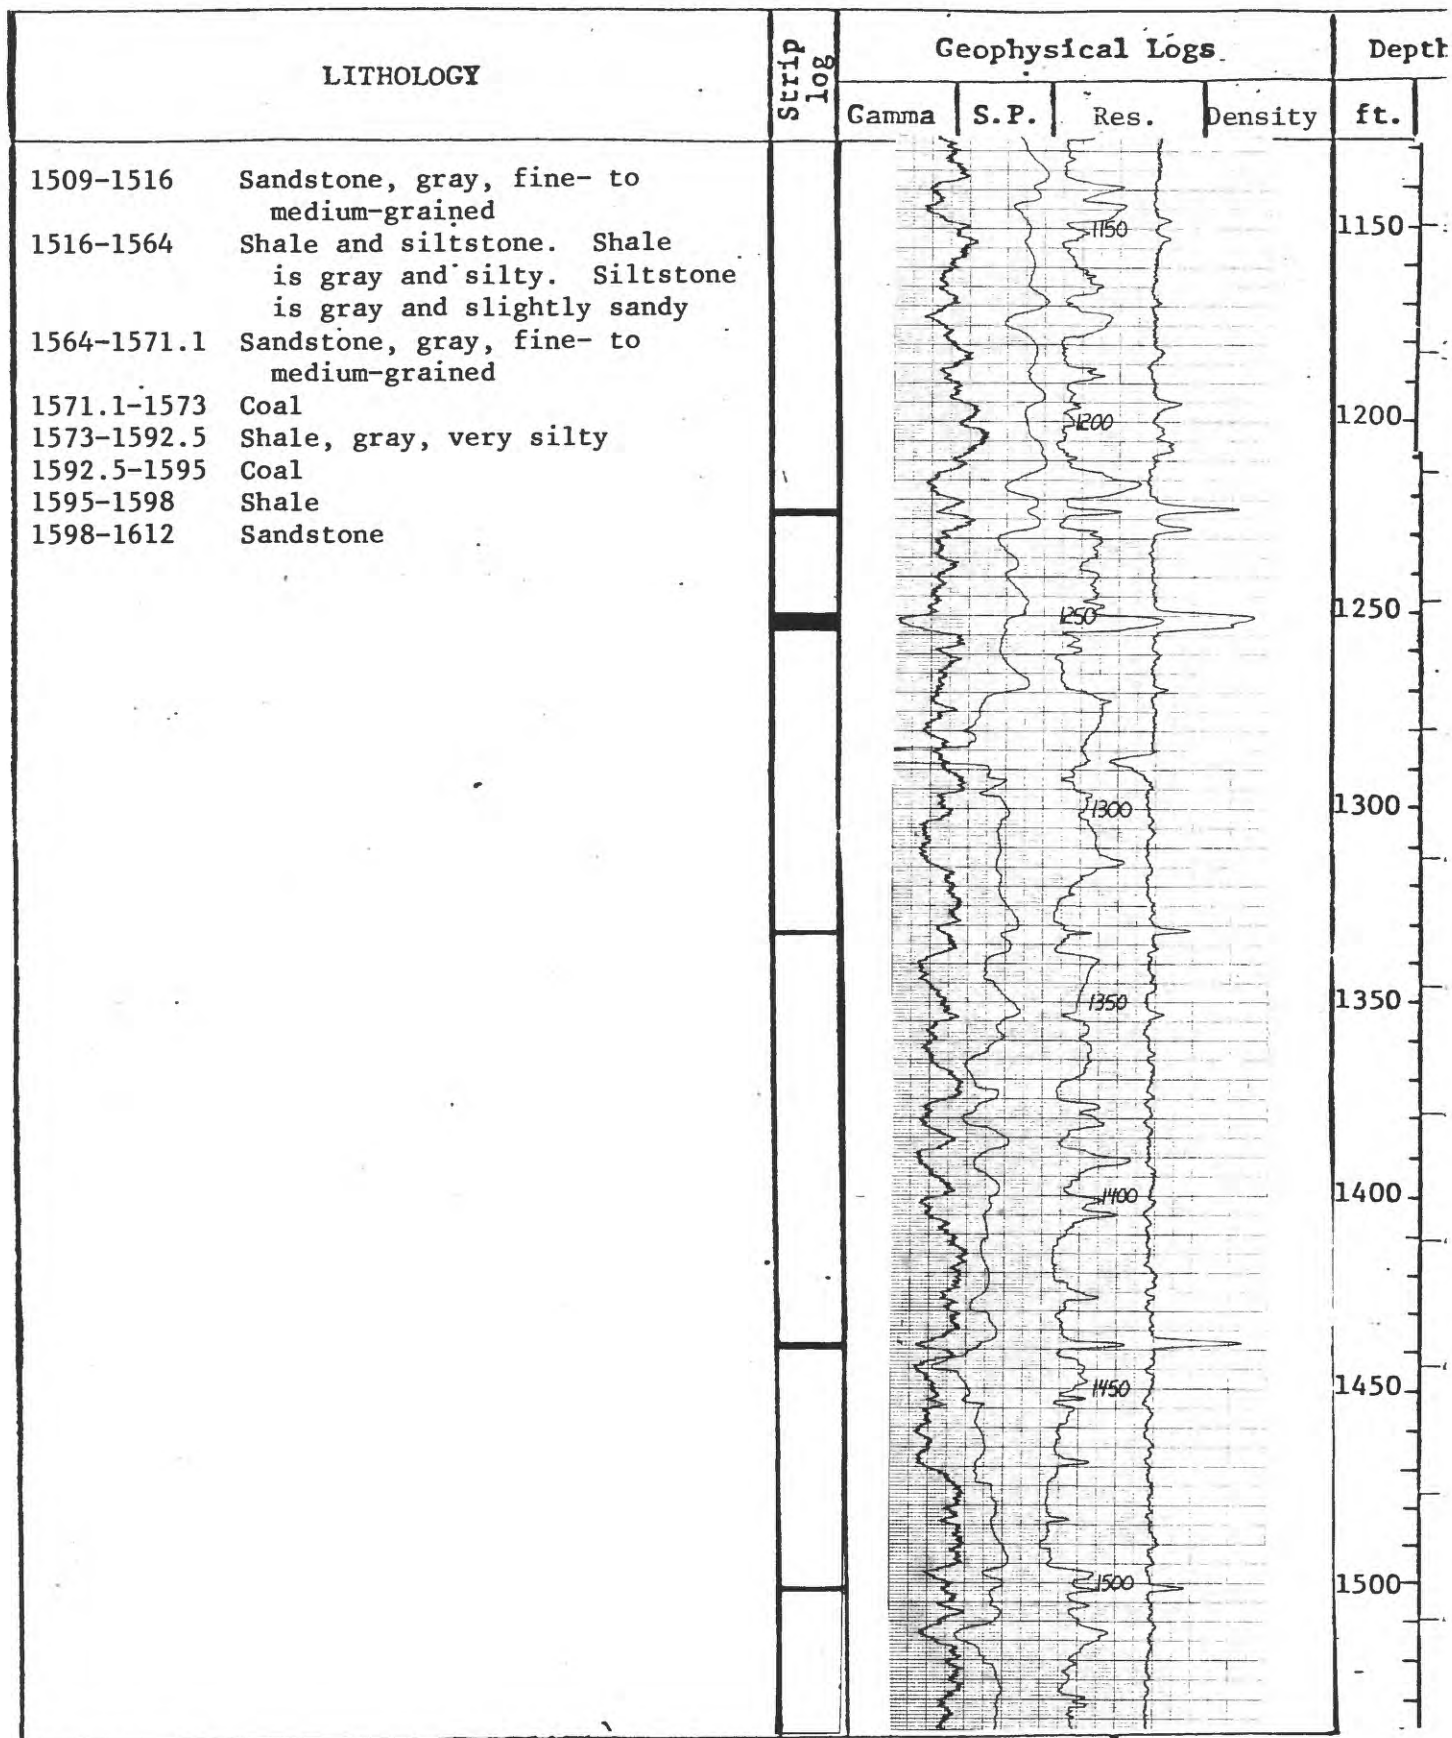 LITHOLOGY
Strip log
Geophysical Logs
Depth
Gamma S.P. Res. Density ft.
1509-1516 Sandstone, gray, fine- to
medium-grained
1516-1564 Shale and siltstone. Shale
is gray and silty. Siltstone
is gray and slightly sandy
1564-1571.1 Sandstone, gray, fine- to
medium-grained
1571.1-1573 Coal
1573-1592.5 Shale, gray, very silty
1592.5-1595 Coal
1595-1598 Shale
1598-1612 Sandstone
1150 1150
1200 1200
1250 1250
1300 1300
1350 1350
1400 1400
1450 1450
1500 1500